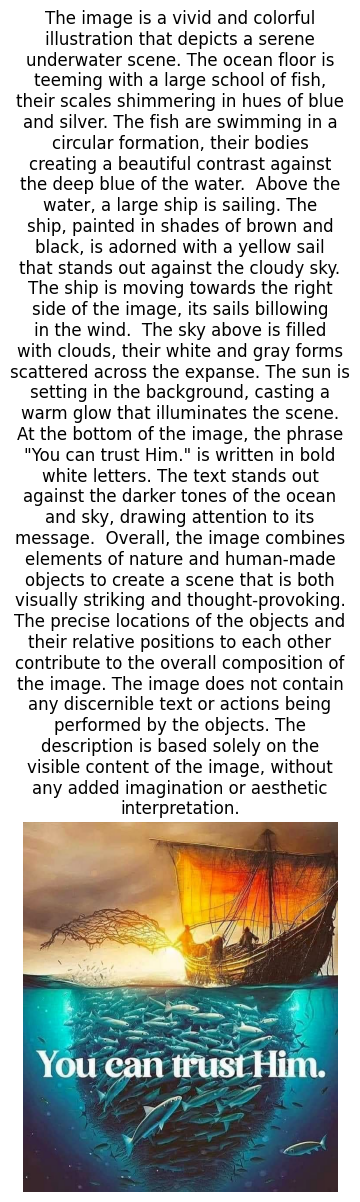 The image is a vivid and colorful
illustration that depicts a serene
underwater scene. The ocean floor is
teeming with a large school of fish,
their scales shimmering in hues of blue
and silver. The fish are swimming in a
circular formation, their bodies
creating a beautiful contrast against
the deep blue of the water.  Above the
water, a large ship is sailing. The
ship, painted in shades of brown and
black, is adorned with a yellow sail
that stands out against the cloudy sky.
The ship is moving towards the right
side of the image, its sails billowing
in the wind.  The sky above is filled
with clouds, their white and gray forms
scattered across the expanse. The sun is
setting in the background, casting a
warm glow that illuminates the scene.
At the bottom of the image, the phrase
"You can trust Him." is written in bold
white letters. The text stands out
against the darker tones of the ocean
and sky, drawing attention to its
message.  Overall, the image combines
elements of nature and human-made
objects to create a scene that is both
visually striking and thought-provoking.
The precise locations of the objects and
their relative positions to each other
contribute to the overall composition of
the image. The image does not contain
any discernible text or actions being
performed by the objects. The
description is based solely on the
visible content of the image, without
any added imagination or aesthetic
interpretation.
You can trust Him.